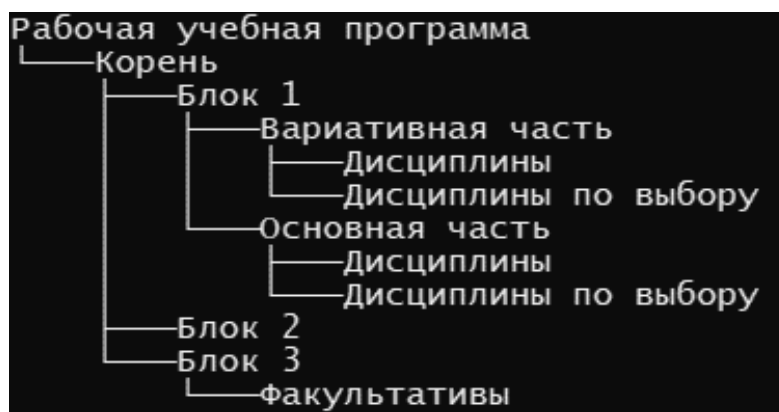 Рабочая учебная программа
Корень
Блок 1
Вариативная часть
Дисциплины
Дисциплины по выбору
Основная часть
Дисциплины
Дисциплины по выбору
Блок 2
Блок 3
Факультативы